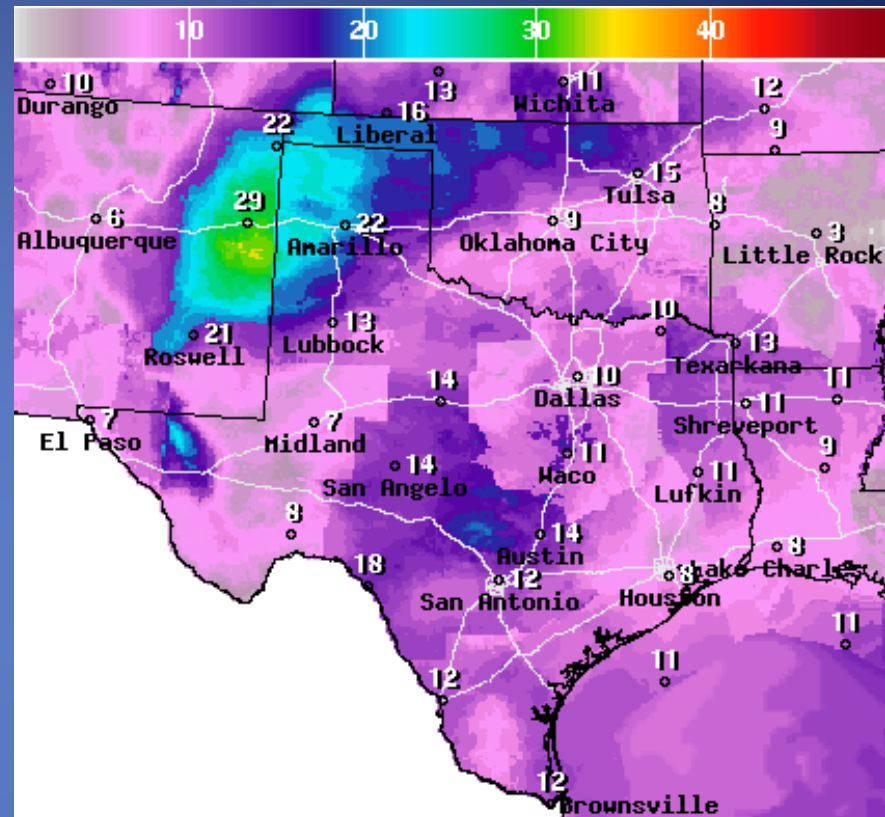 10 20 30 40
10
Durango
13
11
Wichita
12
16
Liberal
22
9
15
Tulsa
6
Albuquerque
29
22
Amarillo
9
Oklahoma City
8
3
Little Rock
21
Roswell
13
Lubbock
10
13
Texarkana
10
Dallas
14
11
Shreveport
11
7
El Paso
7
Midland
14
San Angelo
11
Waco
11
Lufkin
9
8
14
Austin
8
Lake Charles
18
12
San Antonio
8
Houston
11
11
12
12
Brownsville